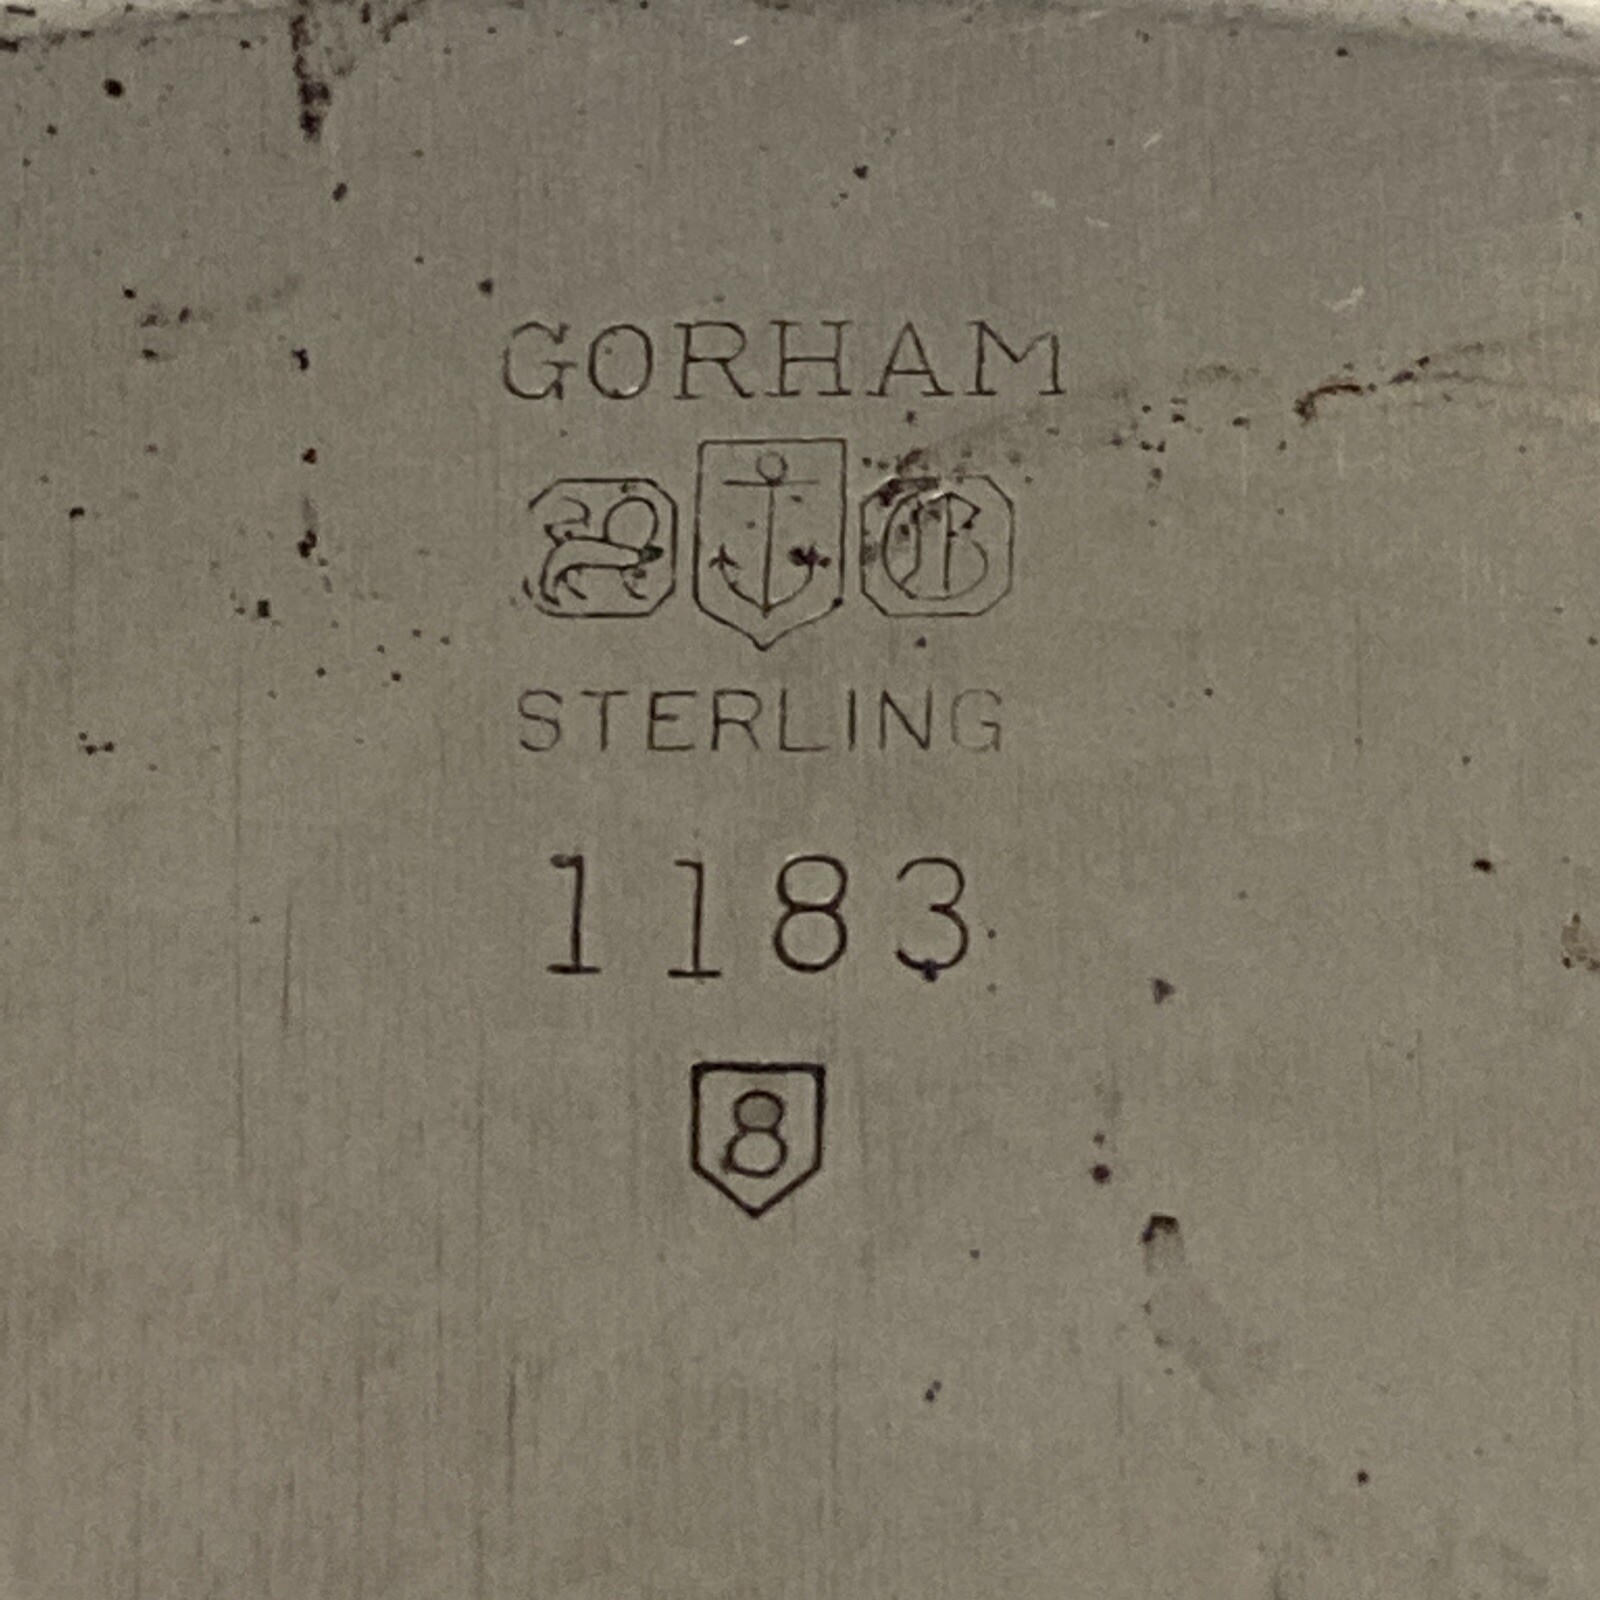 GORHAM
G
STERLING
1183
8